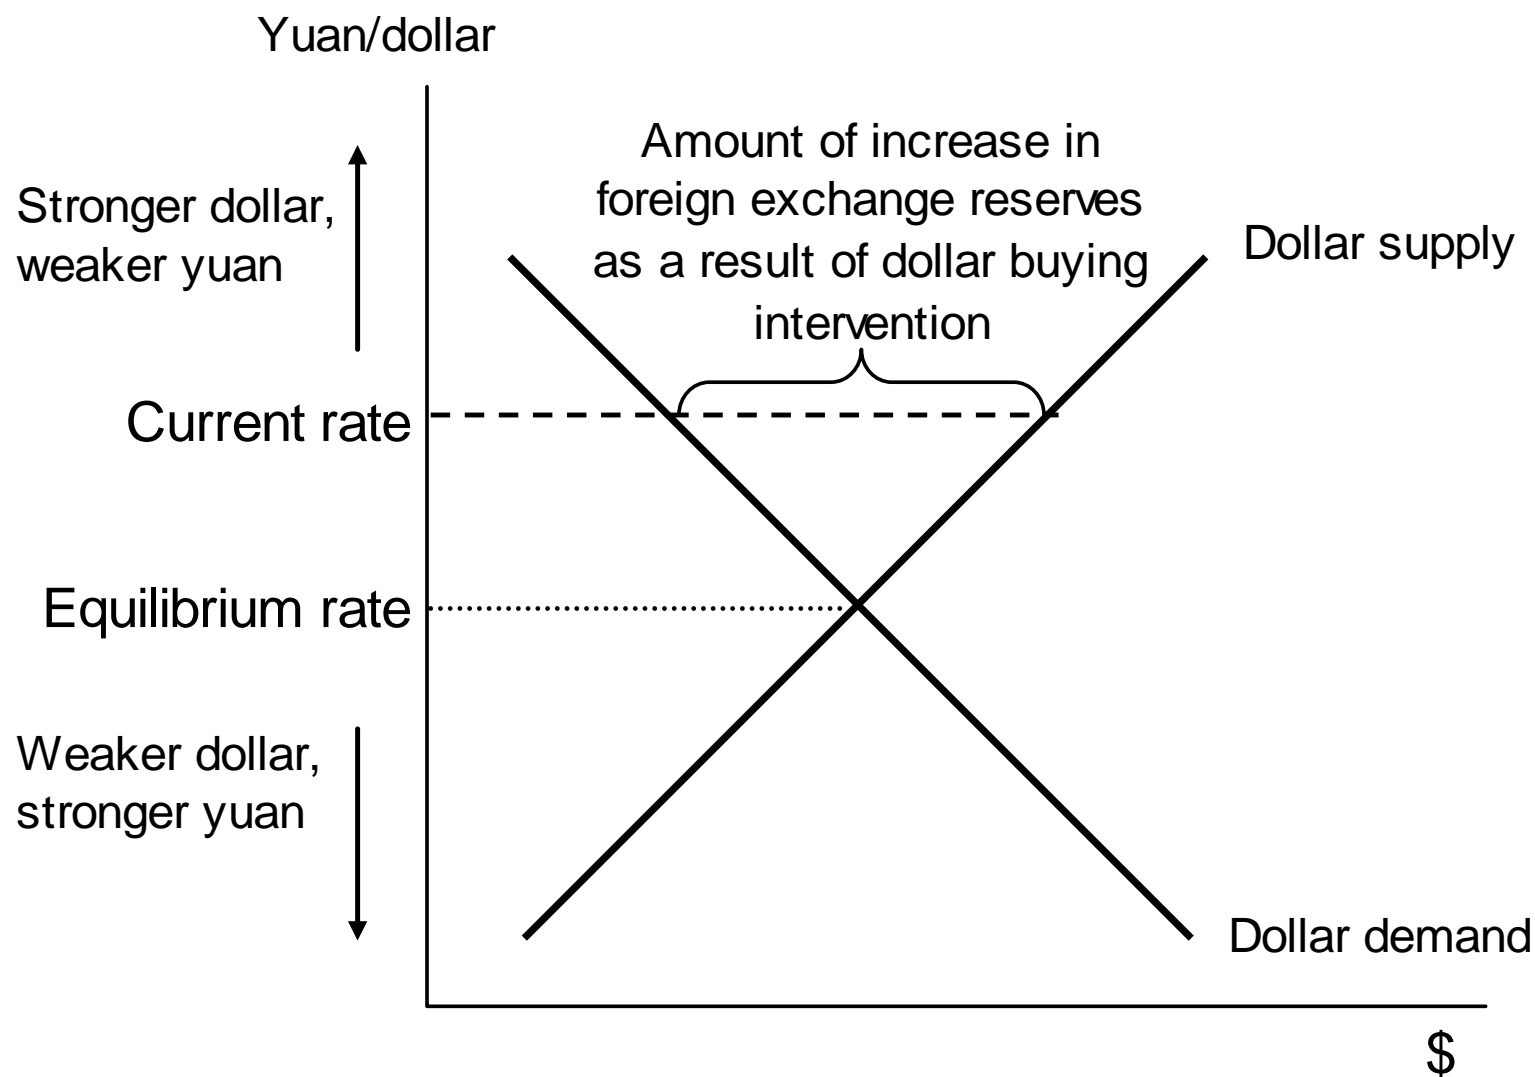 Yuan/dollar
Amount of increase in
foreign exchange reserves
as a result of dollar buying
intervention
Stronger dollar,
weaker yuan
Dollar supply
Current rate
Equilibrium rate
Weaker dollar,
stronger yuan
Dollar demand
$